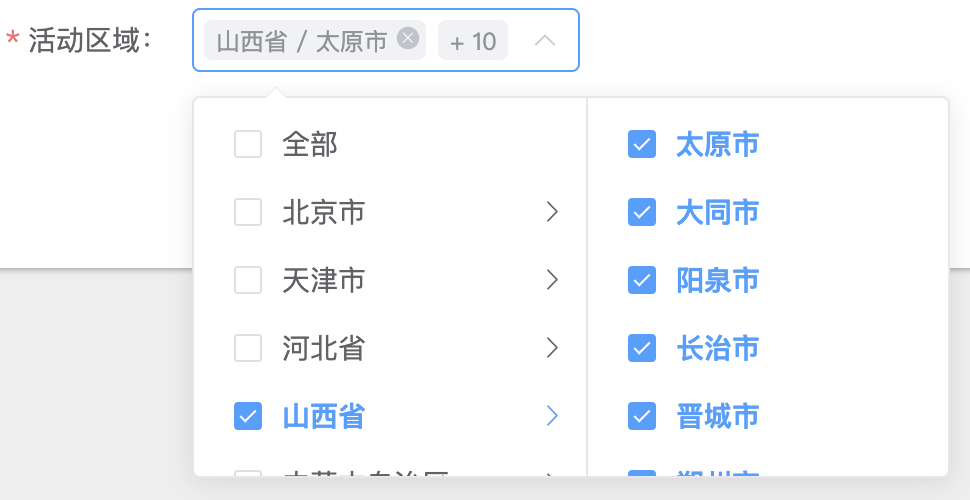 * 活动区域:
山西省 / 太原市
+ 10
全部
北京市
天津市
河北省
山西省
太原市
大同市
阳泉市
长治市
晋城市